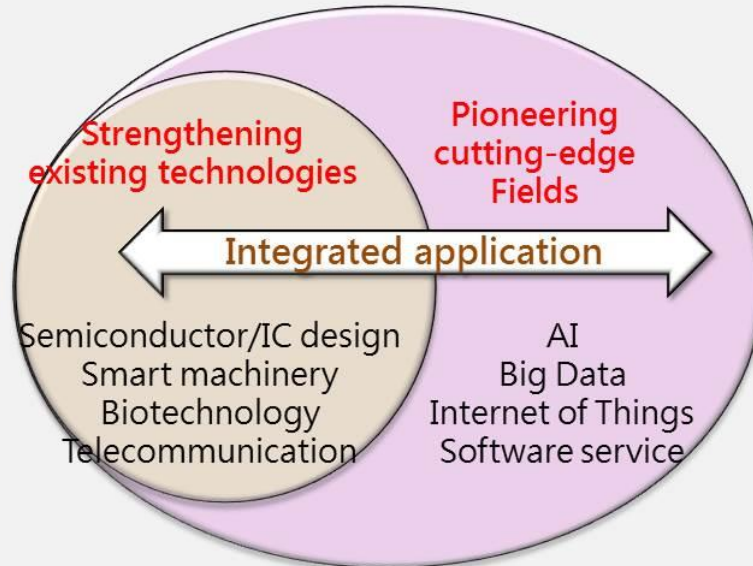 Strengthening
existing technologies
Pioneering
cutting-edge
Fields
Integrated application
Semiconductor/IC design
Smart machinery
Biotechnology
Telecommunication
AI
Big Data
Internet of Things
Software service